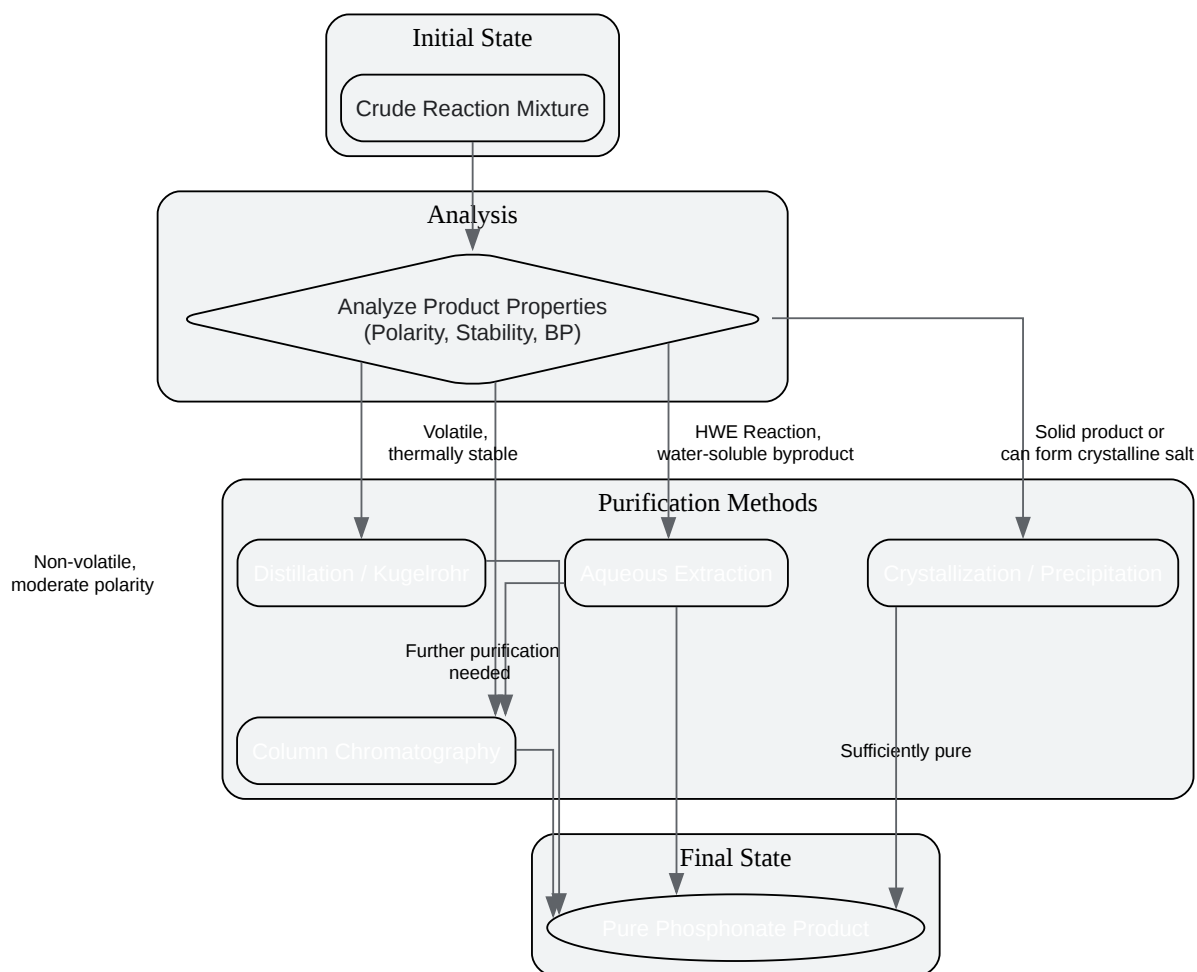 Initial State
Crude Reaction Mixture
Analysis
Analyze Product Properties
(Polarity, Stability, BP)
Volatile,
thermally stable
HWE Reaction,
water-soluble byproduct
Solid product or
can form crystalline salt
Purification Methods
Non-volatile,
moderate polarity
Distillation / Kugelrohr
Aqueous Extraction
Crystallization / Precipitation
Further purification
needed
Column Chromatography
Sufficiently pure
Final State
Pure Phosphonate Product